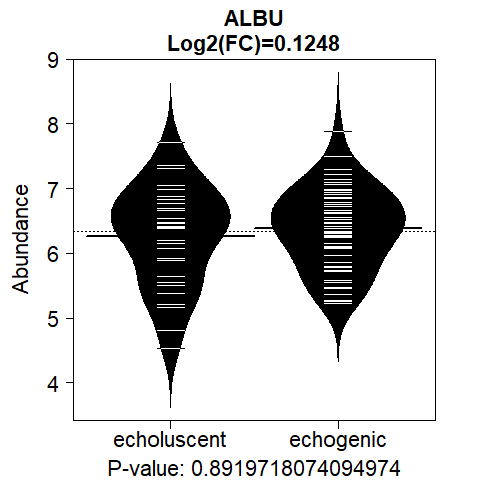 ALBU
Log2(FC)=0.1248
9
8
7
6
5
4
Abundance
echoluscent echogenic
P-value: 0.8919718074094974